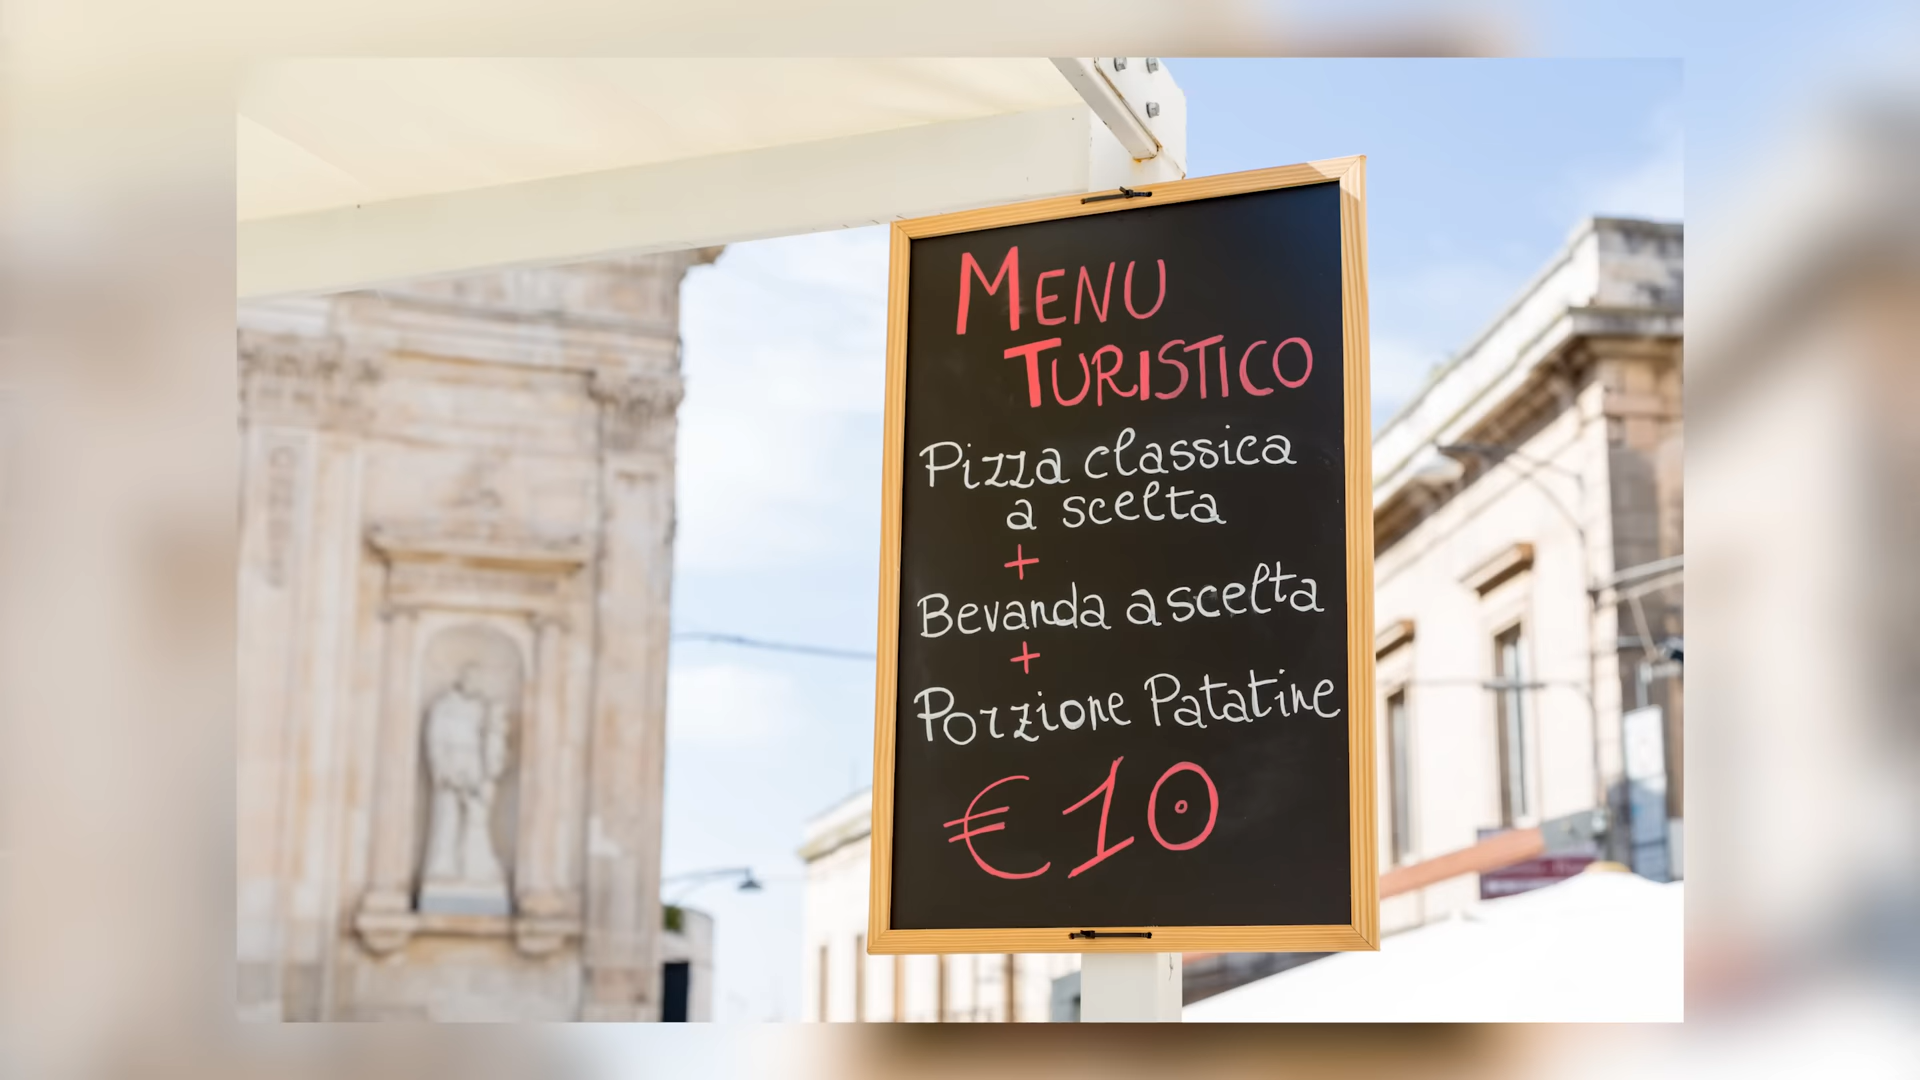 MENU
TURISTICO
Pizza classica
a scelta
+
Bevanda a scelta
+
Porzione Patatine
€ 10